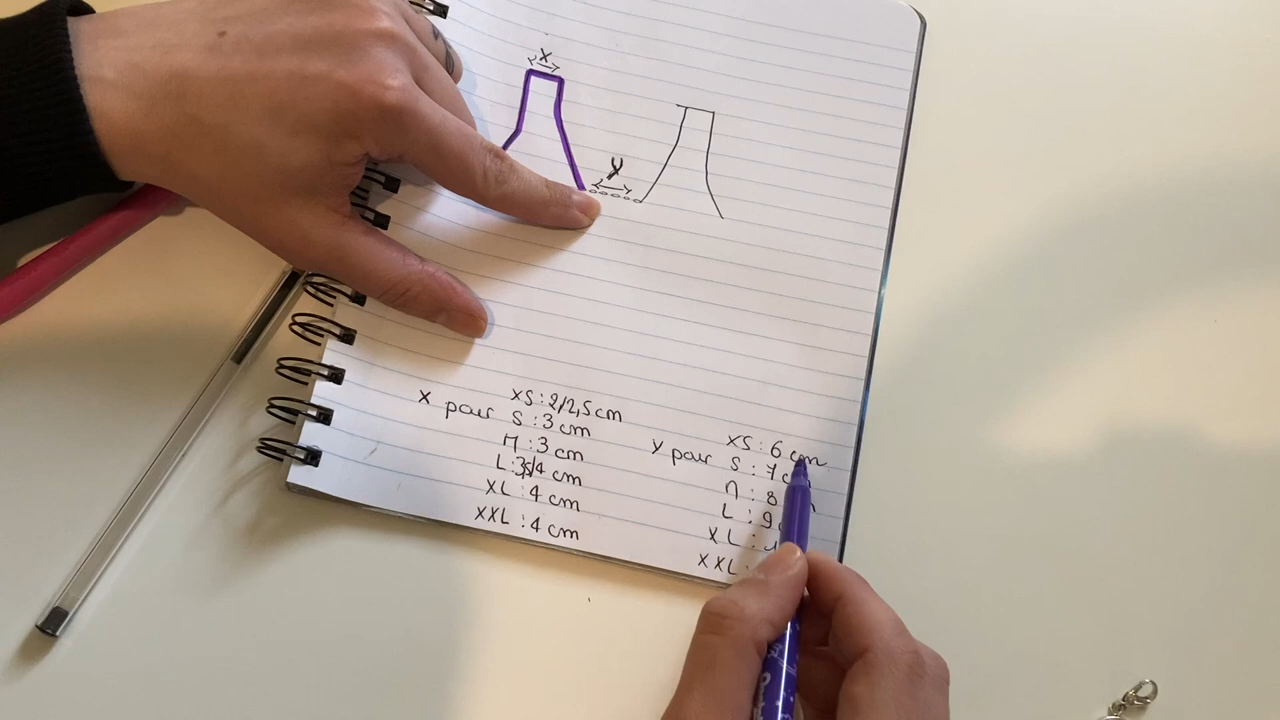 X
Y
X pour XS : 2/2,5 cm
S : 3 cm
M : 3 cm
L : 3,5/4 cm
XL : 4 cm
XXL : 4 cm
Y pour XS : 6 cm
S : 7 c
M : 8
L : 9 c
XL :
XXL :